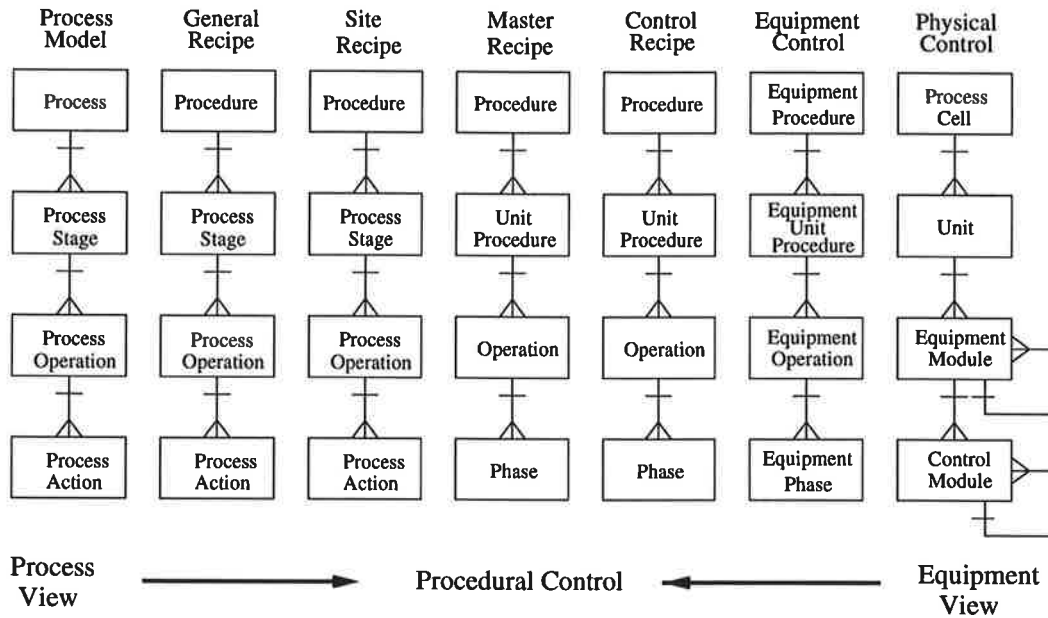 Process
Model
General
Recipe
Site
Recipe
Master
Recipe
Control
Recipe
Equipment
Control
Physical
Control
Process
Procedure
Procedure
Procedure
Procedure
Equipment
Procedure
Process
Cell
Process
Stage
Process
Stage
Process
Stage
Unit
Procedure
Unit
Procedure
Equipment
Unit
Procedure
Unit
Process
Operation
Process
Operation
Process
Operation
Operation
Operation
Equipment
Operation
Equipment
Module
Process
Action
Process
Action
Process
Action
Phase
Phase
Equipment
Phase
Control
Module
Process
View
Procedural Control
Equipment
View